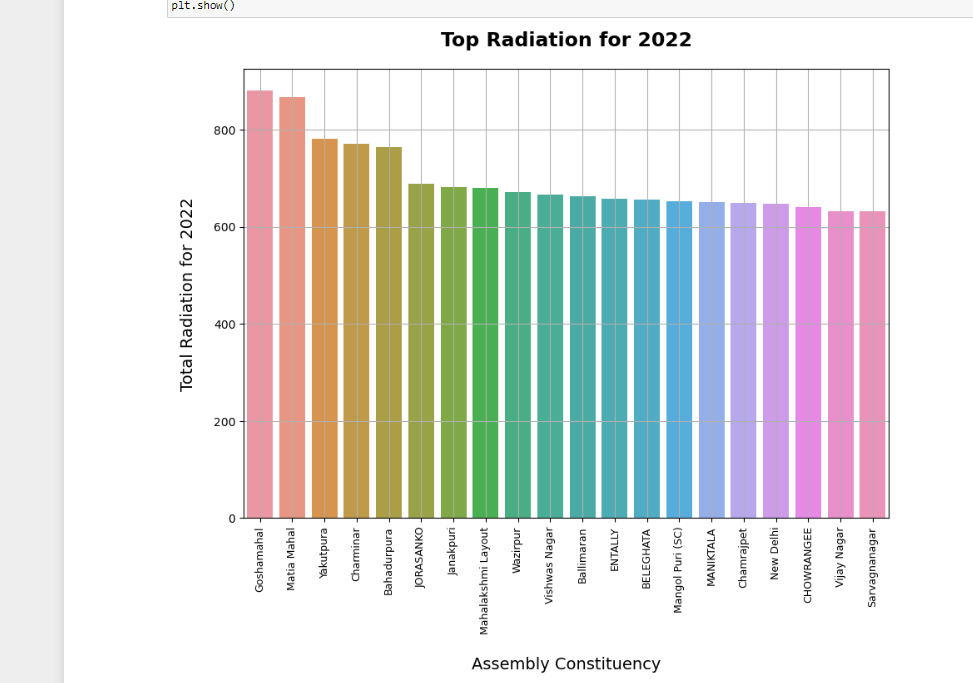 plt.show()
Top Radiation for 2022
Total Radiation for 2022
800
600
400
200
0
Goshamahal
Matia Mahal
Yakutpura
Charminar
Bahadurpura
JORASANKO
Janakpuri
Mahalakshmi Layout
Wazirpur
Vishwas Nagar
Ballimaran
ENTALLY
BELEGHATA
Mangol Puri (SC)
MANIKTALA
Chamrajpet
New Delhi
CHOWRANGEE
Vijay Nagar
Sarvagnanagar
Assembly Constituency